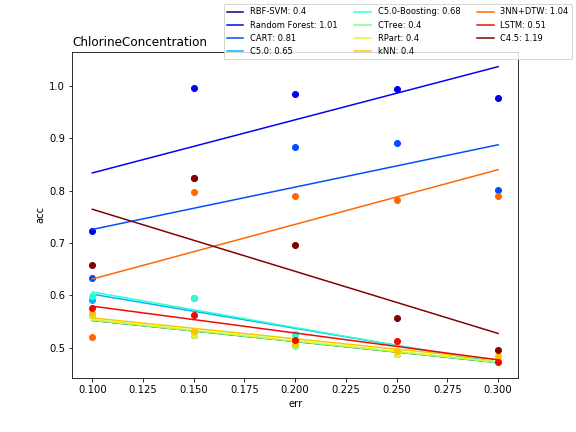 RBF-SVM: 0.4 C5.0-Boosting: 0.68 3NN+DTW: 1.04
Random Forest: 1.01 CTree: 0.4 LSTM: 0.51
CART: 0.81 RPart: 0.4 C4.5: 1.19
C5.0: 0.65 kNN: 0.4
ChlorineConcentration
1.0
0.9
0.8
0.7
0.6
0.5
acc
0.100 0.125 0.150 0.175 0.200 0.225 0.250 0.275 0.300
err